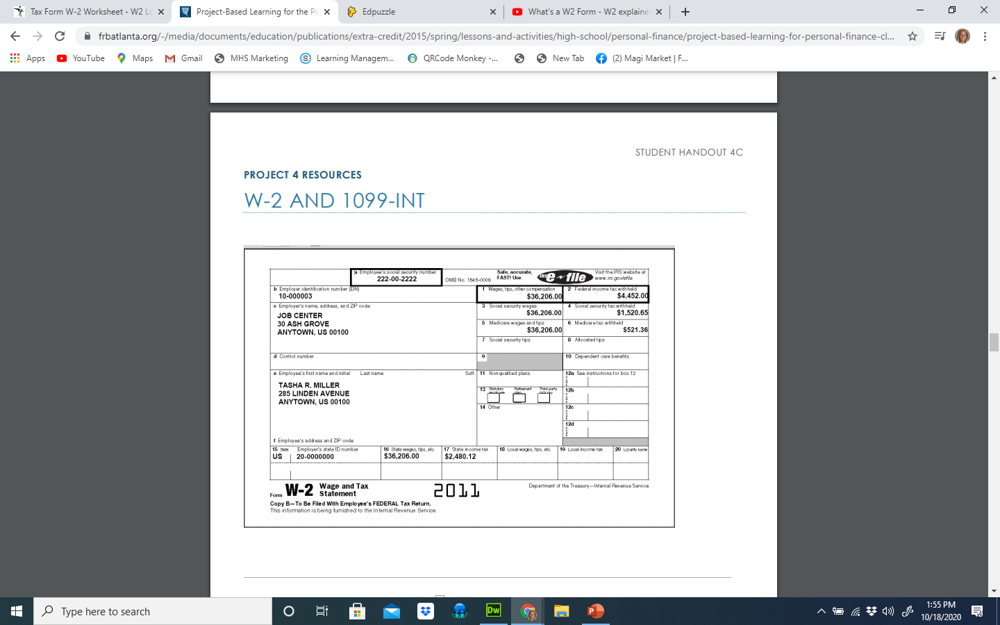 Tax Form W-2 Worksheet - W2 Le
Project-Based Learning for the Pe
Edpuzzle
What's a W2 Form - W2 explaine
frbatlanta.org/-/media/documents/education/publications/extra-credit/2015/spring/lessons-and-activities/high-school/personal-finance/project-based-learning-for-personal-finance-cl...
Apps YouTube Maps Gmail MHS Marketing Learning Managem... QRCode Monkey -... New Tab (2) Magi Market | F...
STUDENT HANDOUT 4C
PROJECT 4 RESOURCES
W-2 AND 1099-INT
a Employee's social security number
222-00-2222
OMB No. 1545-0008
Safe, accurate,
FAST! Use
IRS e-file
Visit the IRS website at
www.irs.gov/efile
b Employer identification number (EIN)
10-000003
1 Wages, tips, other compensation
$36,206.00
2 Federal income tax withheld
$4,452.00
c Employer's name, address, and ZIP code
JOB CENTER
30 ASH GROVE
ANYTOWN, US 00100
3 Social security wages
$36,206.00
4 Social security tax withheld
$1,520.65
5 Medicare wages and tips
$36,206.00
6 Medicare tax withheld
$521.36
7 Social security tips
8 Allocated tips
d Control number
9
10 Dependent care benefits
e Employee's first name and initial Last name Suff.
TASHA R. MILLER
285 LINDEN AVENUE
ANYTOWN, US 00100
11 Nonqualified plans
12a See instructions for box 12
13 Statutory employee Retirement plan Third-party sick pay
12b
14 Other
12c
12d
f Employee's address and ZIP code
15 State Employer's state ID number
US 20-0000000
16 State wages, tips, etc.
$36,206.00
17 State income tax
$2,480.12
18 Local wages, tips, etc.
19 Local income tax
20 Locality name
Form W-2 Wage and Tax
Statement
2011
Department of the Treasury—Internal Revenue Service
Copy B—To Be Filed With Employee's FEDERAL Tax Return.
This information is being furnished to the Internal Revenue Service.
Type here to search
Dw
1:55 PM
10/18/2020